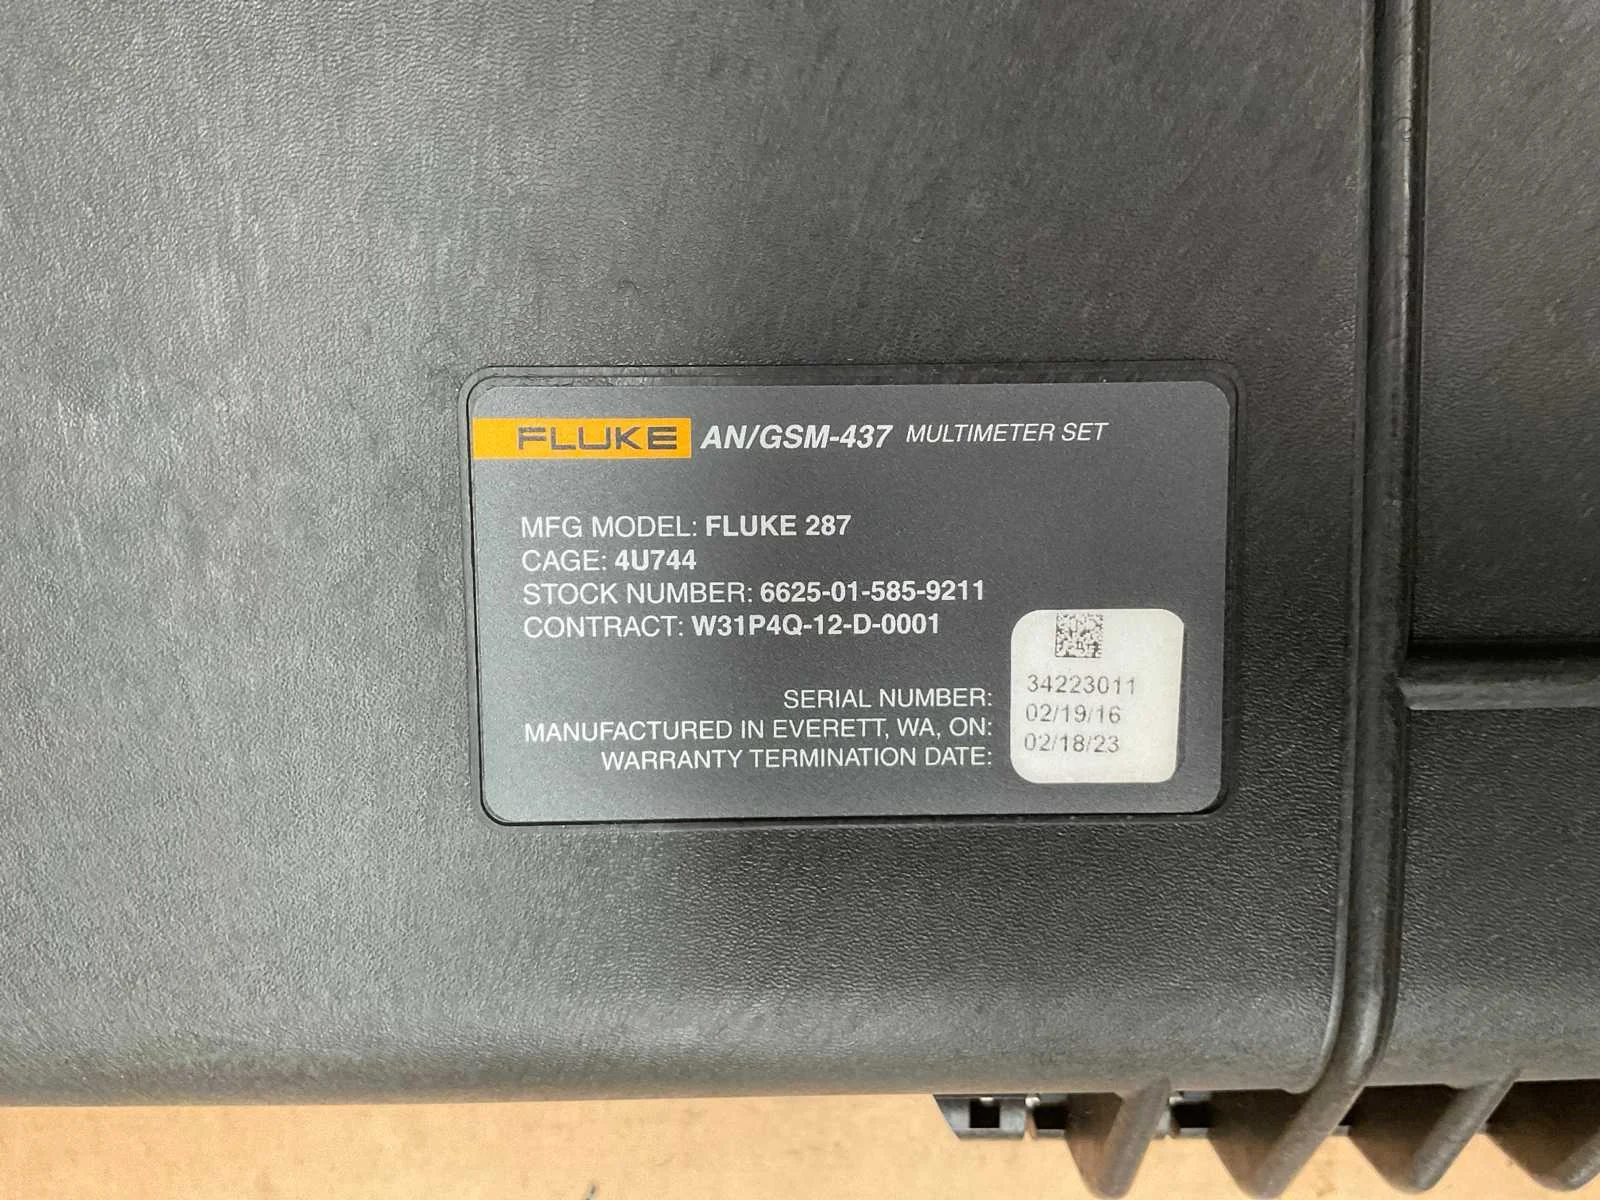 FLUKE AN/GSM-437 MULTIMETER SET
MFG MODEL: FLUKE 287
CAGE: 4U744
STOCK NUMBER: 6625-01-585-9211
CONTRACT: W31P4Q-12-D-0001
SERIAL NUMBER: 34223011
MANUFACTURED IN EVERETT, WA, ON: 02/19/16
WARRANTY TERMINATION DATE: 02/18/23